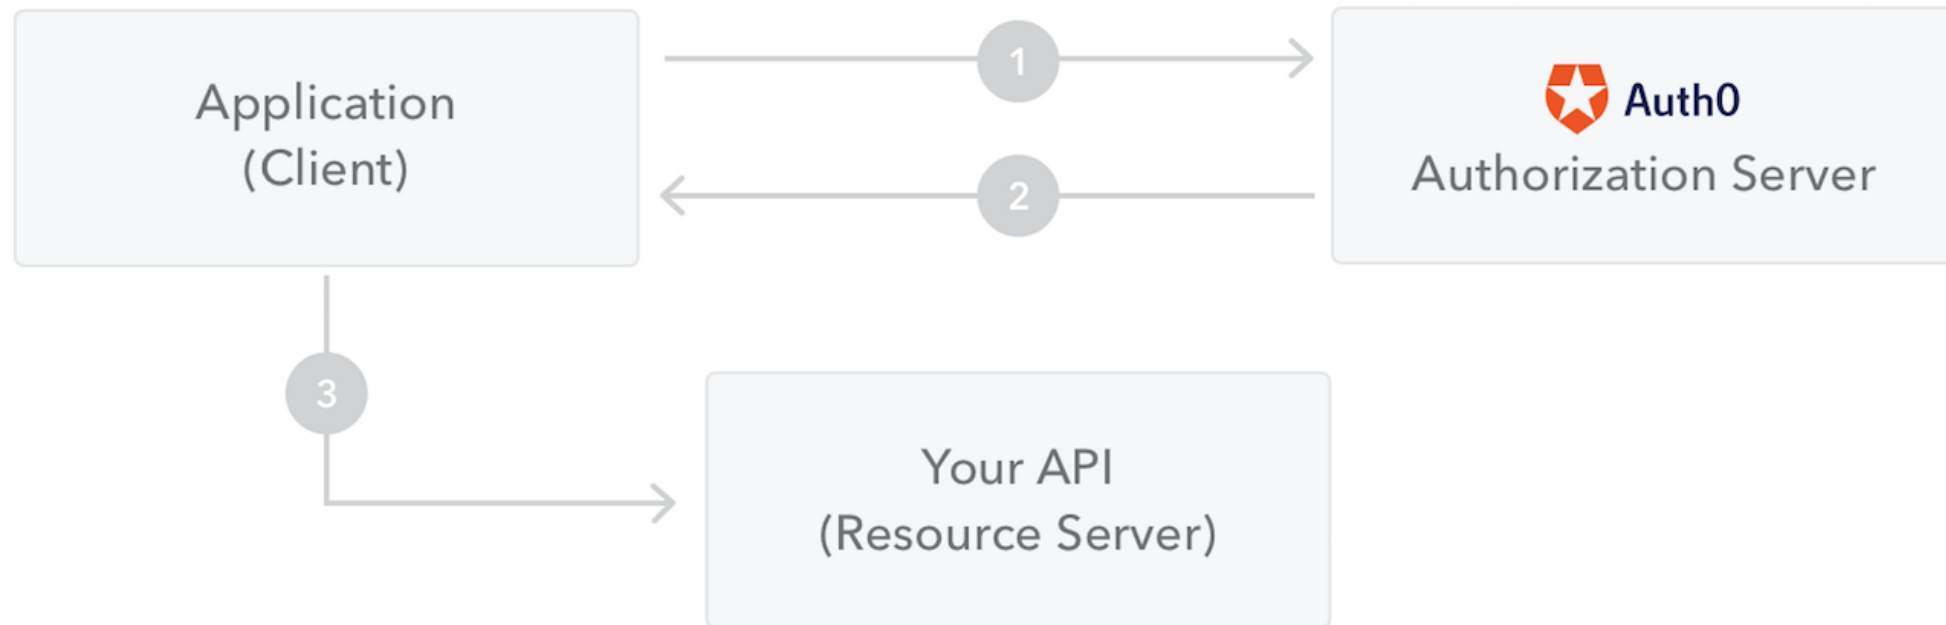 Application
(Client)
1
Auth0
Authorization Server
2
3
Your API
(Resource Server)